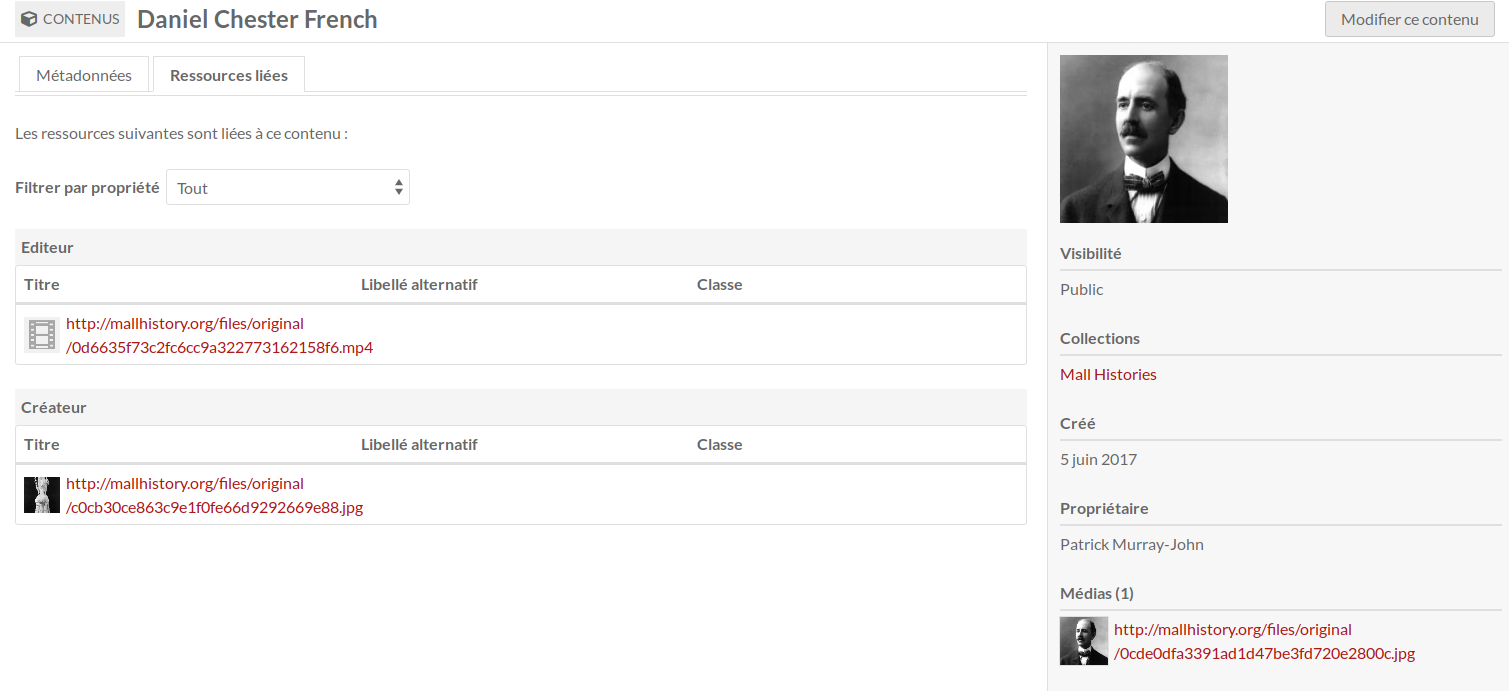 CONTENUS Daniel Chester French
Modifier ce contenu
Métadonnées Ressources liées
Les ressources suivantes sont liées à ce contenu :
Filtrer par propriété Tout
Editeur
Titre Libellé alternatif Classe
http://mallhistory.org/files/original
/0d6635f73c2fc6cc9a322773162158f6.mp4
Créateur
Titre Libellé alternatif Classe
http://mallhistory.org/files/original
/c0cb30ce863c9e1f0fe66d9292669e88.jpg
Visibilité
Public
Collections
Mall Histories
Créé
5 juin 2017
Propriétaire
Patrick Murray-John
Médias (1)
http://mallhistory.org/files/original
/0cde0dfa3391ad1d47be3fd720e2800c.jpg